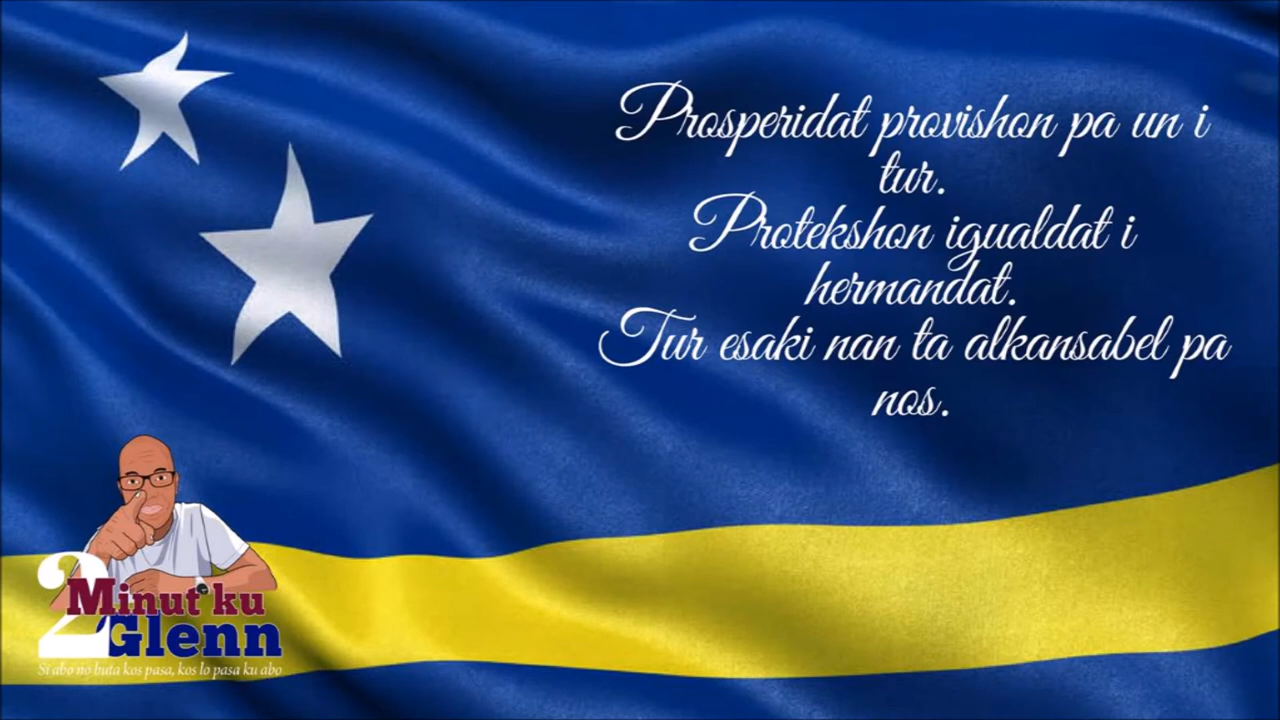 Prosperidat provishon pa un i
tur.
Protekshon igualdat i
hermandat.
Tur esaki nan ta alkansabel pa
nos.
2 Minut'ku
Glenn
Si abo no buta kos pasa, kos lo pasa ku abo